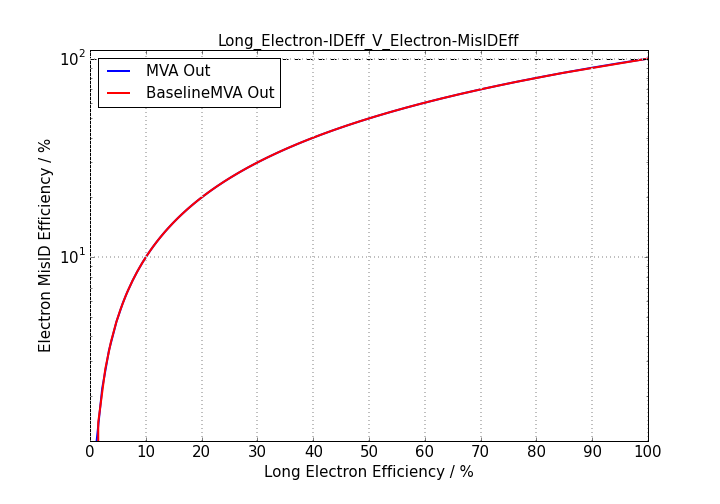 Long_Electron-IDEff_V_Electron-MisIDEff
MVA Out
BaselineMVA Out
Electron MisID Efficiency / %
10²
10¹
0 10 20 30 40 50 60 70 80 90 100
Long Electron Efficiency / %